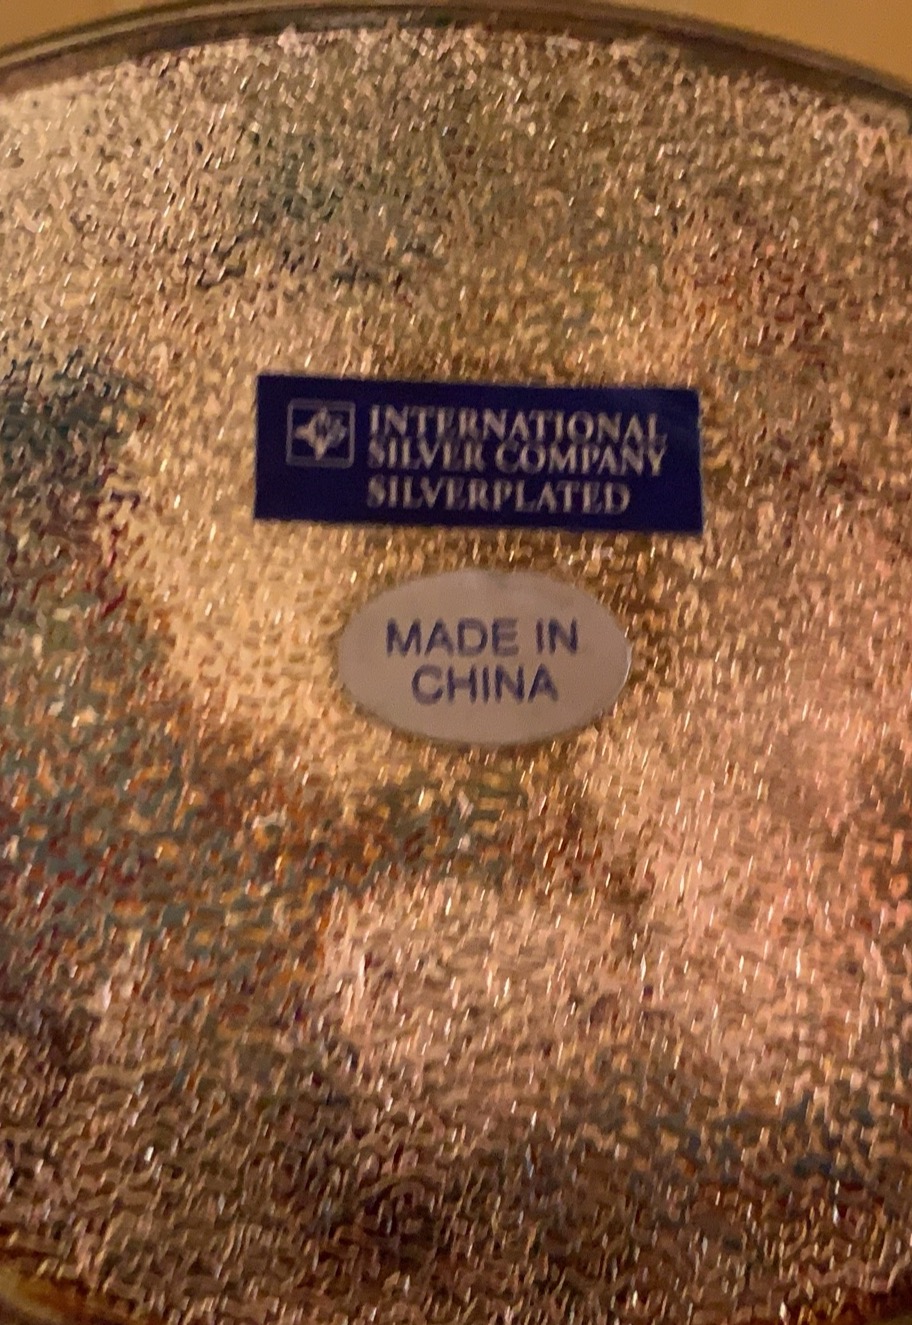 INTERNATIONAL
SILVER COMPANY
SILVERPLATED
MADE IN
CHINA